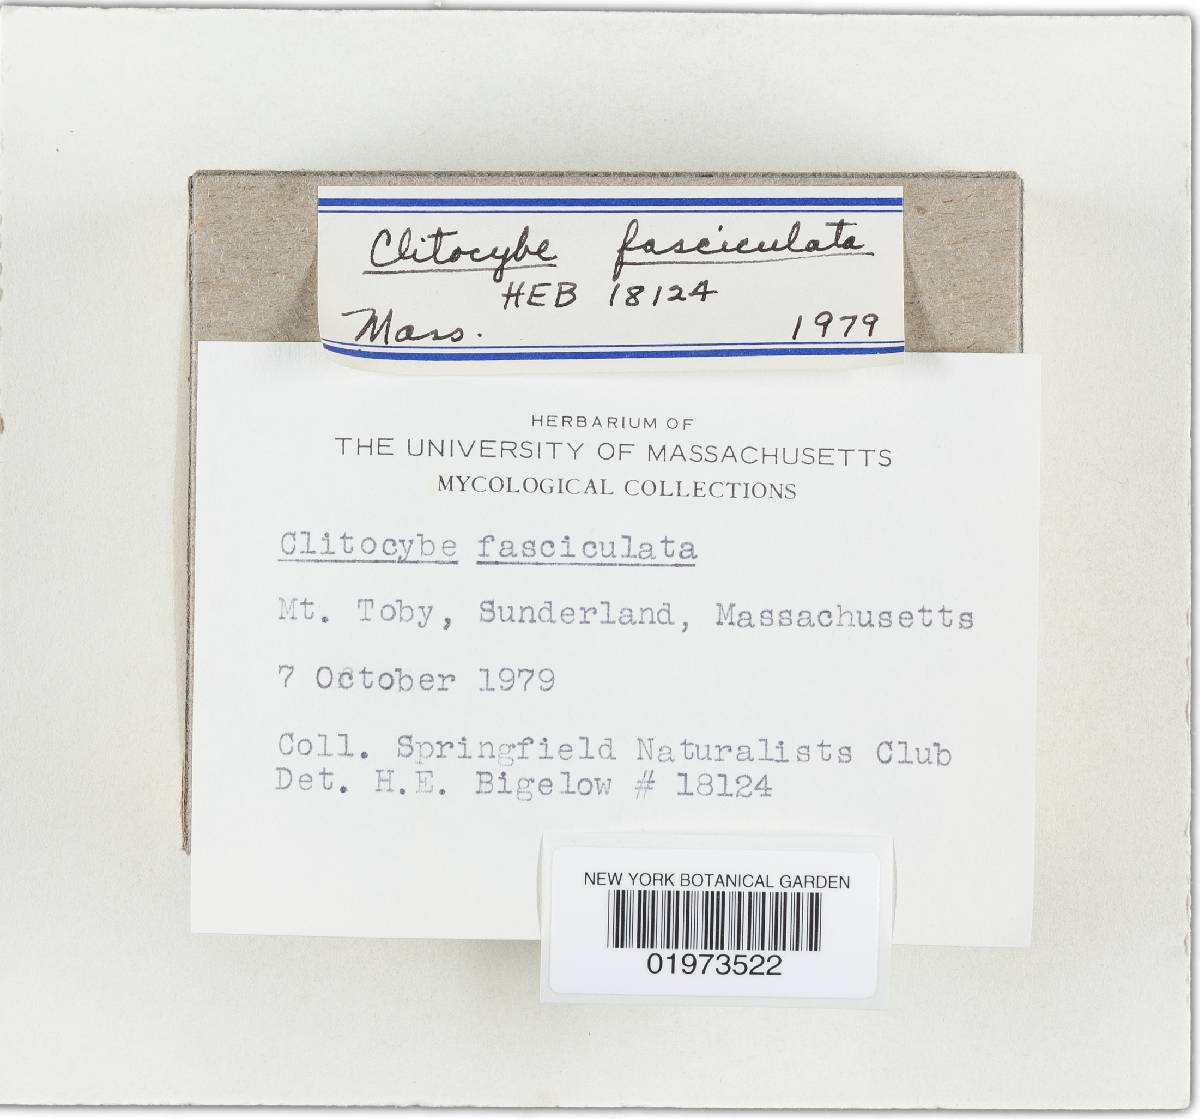 Clitocybe fasciculata
HEB 18124
Mass. 1979
HERBARIUM OF
THE UNIVERSITY OF MASSACHUSETTS
MYCOLOGICAL COLLECTIONS
Clitocybe fasciculata
Mt. Toby, Sunderland, Massachusetts
7 October 1979
Coll. Springfield Naturalists Club
Det. H.E. Bigelow # 18124
NEW YORK BOTANICAL GARDEN
01973522